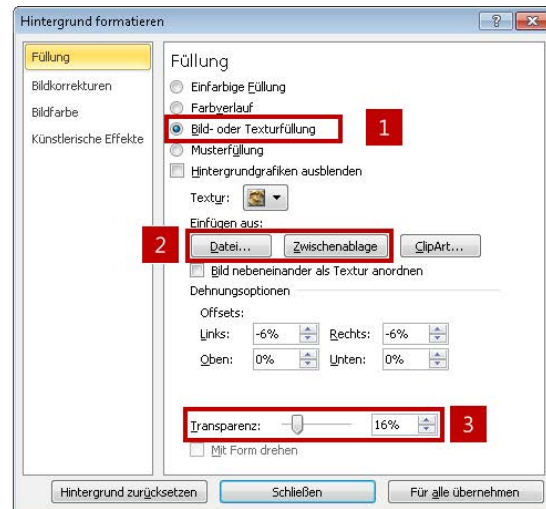 Hintergrund formatieren
Füllung
Bildkorrekturen
Bildfarbe
Künstlerische Effekte
Füllung
Einfarbige Füllung
Farbverlauf
Bild- oder Texturfüllung
1
Musterfüllung
Hintergrundgrafiken ausblenden
Textur:
Einfügen aus:
2
Datei... Zwischenablage ClipArt...
Bild nebeneinander als Textur anordnen
Dehnungsoptionen
Offsets:
Links: -6% Rechts: -6%
Oben: 0% Unten: 0%
Transparenz: 16% 3
Mit Form drehen
Hintergrund zurücksetzen Schließen Für alle übernehmen